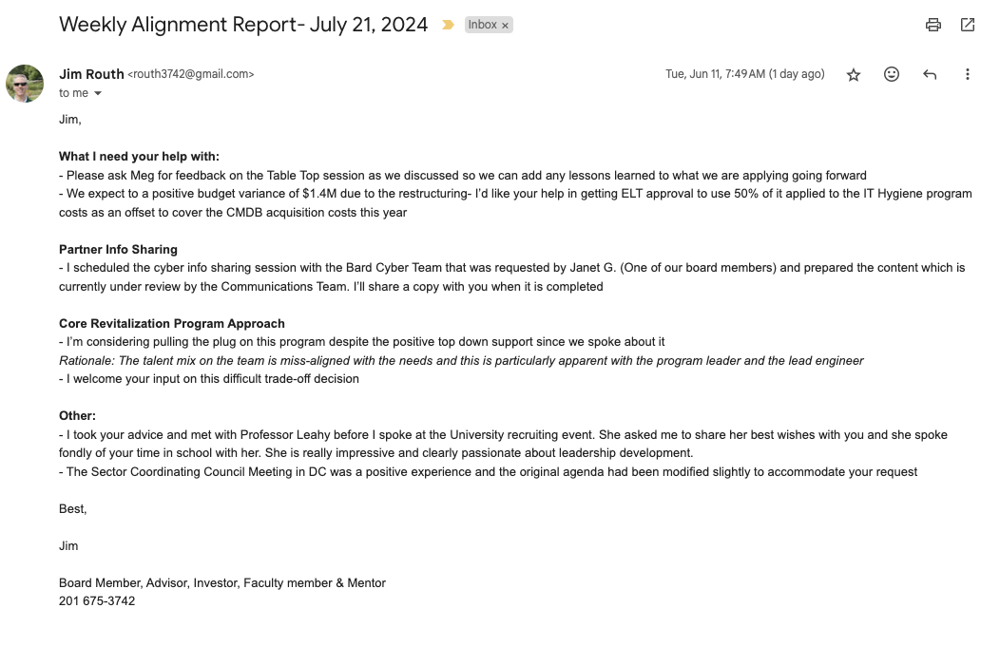 Weekly Alignment Report- July 21, 2024 Inbox ×
Jim Routh <routh3742@gmail.com> Tue, Jun 11, 7:49 AM (1 day ago)
to me
Jim,
What I need your help with:
- Please ask Meg for feedback on the Table Top session as we discussed so we can add any lessons learned to what we are applying going forward
- We expect to a positive budget variance of $1.4M due to the restructuring- I'd like your help in getting ELT approval to use 50% of it applied to the IT Hygiene program
costs as an offset to cover the CMDB acquisition costs this year
Partner Info Sharing
- I scheduled the cyber info sharing session with the Bard Cyber Team that was requested by Janet G. (One of our board members) and prepared the content which is
currently under review by the Communications Team. I'll share a copy with you when it is completed
Core Revitalization Program Approach
- I'm considering pulling the plug on this program despite the positive top down support since we spoke about it
Rationale: The talent mix on the team is miss-aligned with the needs and this is particularly apparent with the program leader and the lead engineer
- I welcome your input on this difficult trade-off decision
Other:
- I took your advice and met with Professor Leahy before I spoke at the University recruiting event. She asked me to share her best wishes with you and she spoke
fondly of your time in school with her. She is really impressive and clearly passionate about leadership development.
- The Sector Coordinating Council Meeting in DC was a positive experience and the original agenda had been modified slightly to accommodate your request
Best,
Jim
Board Member, Advisor, Investor, Faculty member & Mentor
201 675-3742